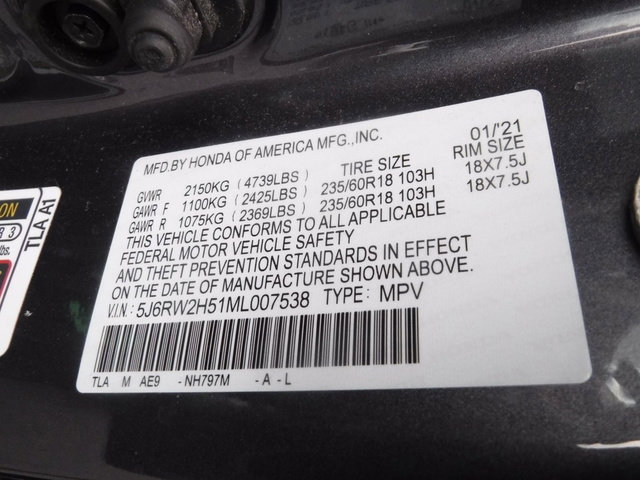 MFD.BY HONDA OF AMERICA MFG.,INC. 01/'21
TIRE SIZE RIM SIZE
GVWR 2150KG (4739LBS)
GAWR F 1100KG (2425LBS) 235/60R18 103H 18X7.5J
GAWR R 1075KG (2369LBS) 235/60R18 103H 18X7.5J
THIS VEHICLE CONFORMS TO ALL APPLICABLE
FEDERAL MOTOR VEHICLE SAFETY
AND THEFT PREVENTION STANDARDS IN EFFECT
ON THE DATE OF MANUFACTURE SHOWN ABOVE.
V.I.N.: 5J6RW2H51ML007538 TYPE: MPV
TLA M AE9 -NH797M -A-L
ON
3
lbs.
TLA A1